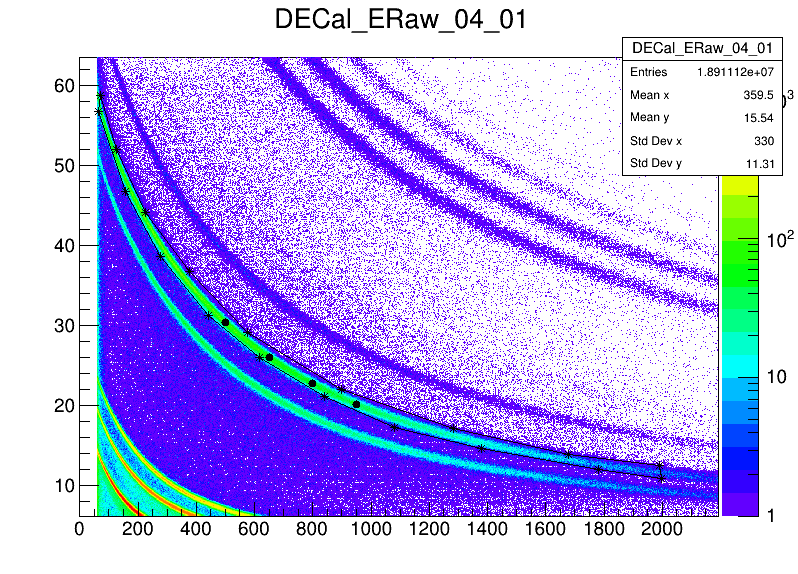 DECal_ERaw_04_01
DECal_ERaw_04_01
Entries 1.891112e+07
Mean x 359.5
Mean y 15.54
Std Dev x 330
Std Dev y 11.31
60
50
40
30
20
10
0 200 400 600 800 1000 1200 1400 1600 1800 2000
10²
10
1